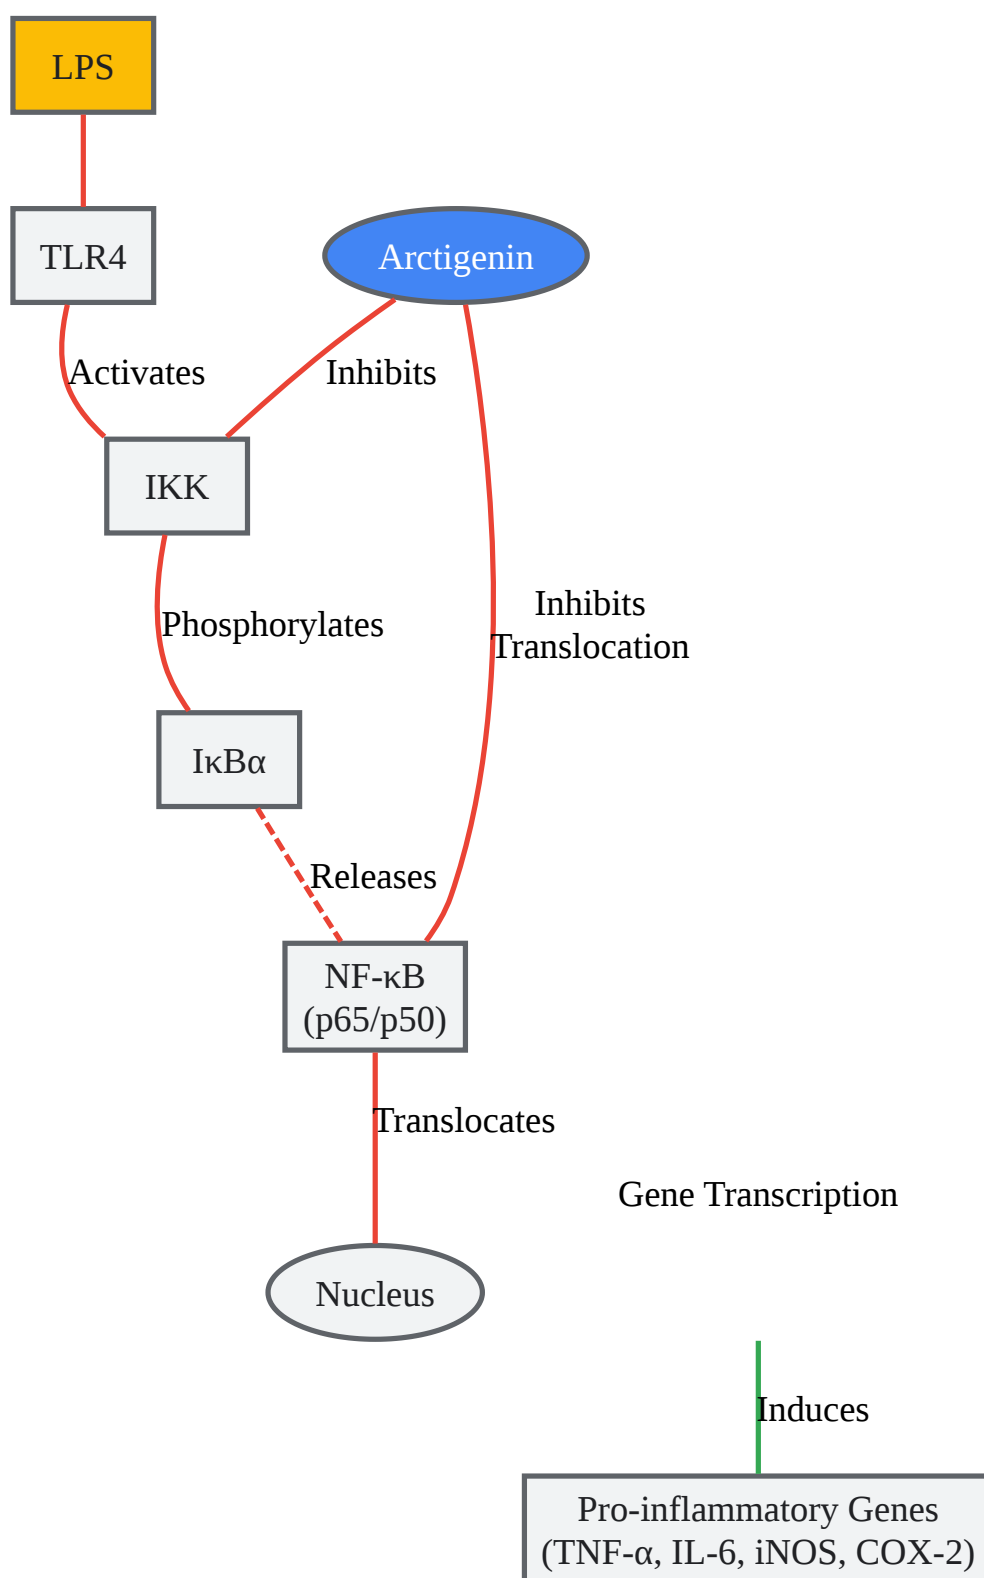 LPS
TLR4
Arctigenin
Activates
Inhibits
IKK
Inhibits
Translocation
Phosphorylates
IκBα
Releases
NF-κB
(p65/p50)
Translocates
Gene Transcription
Nucleus
Induces
Pro-inflammatory Genes
(TNF-α, IL-6, iNOS, COX-2)